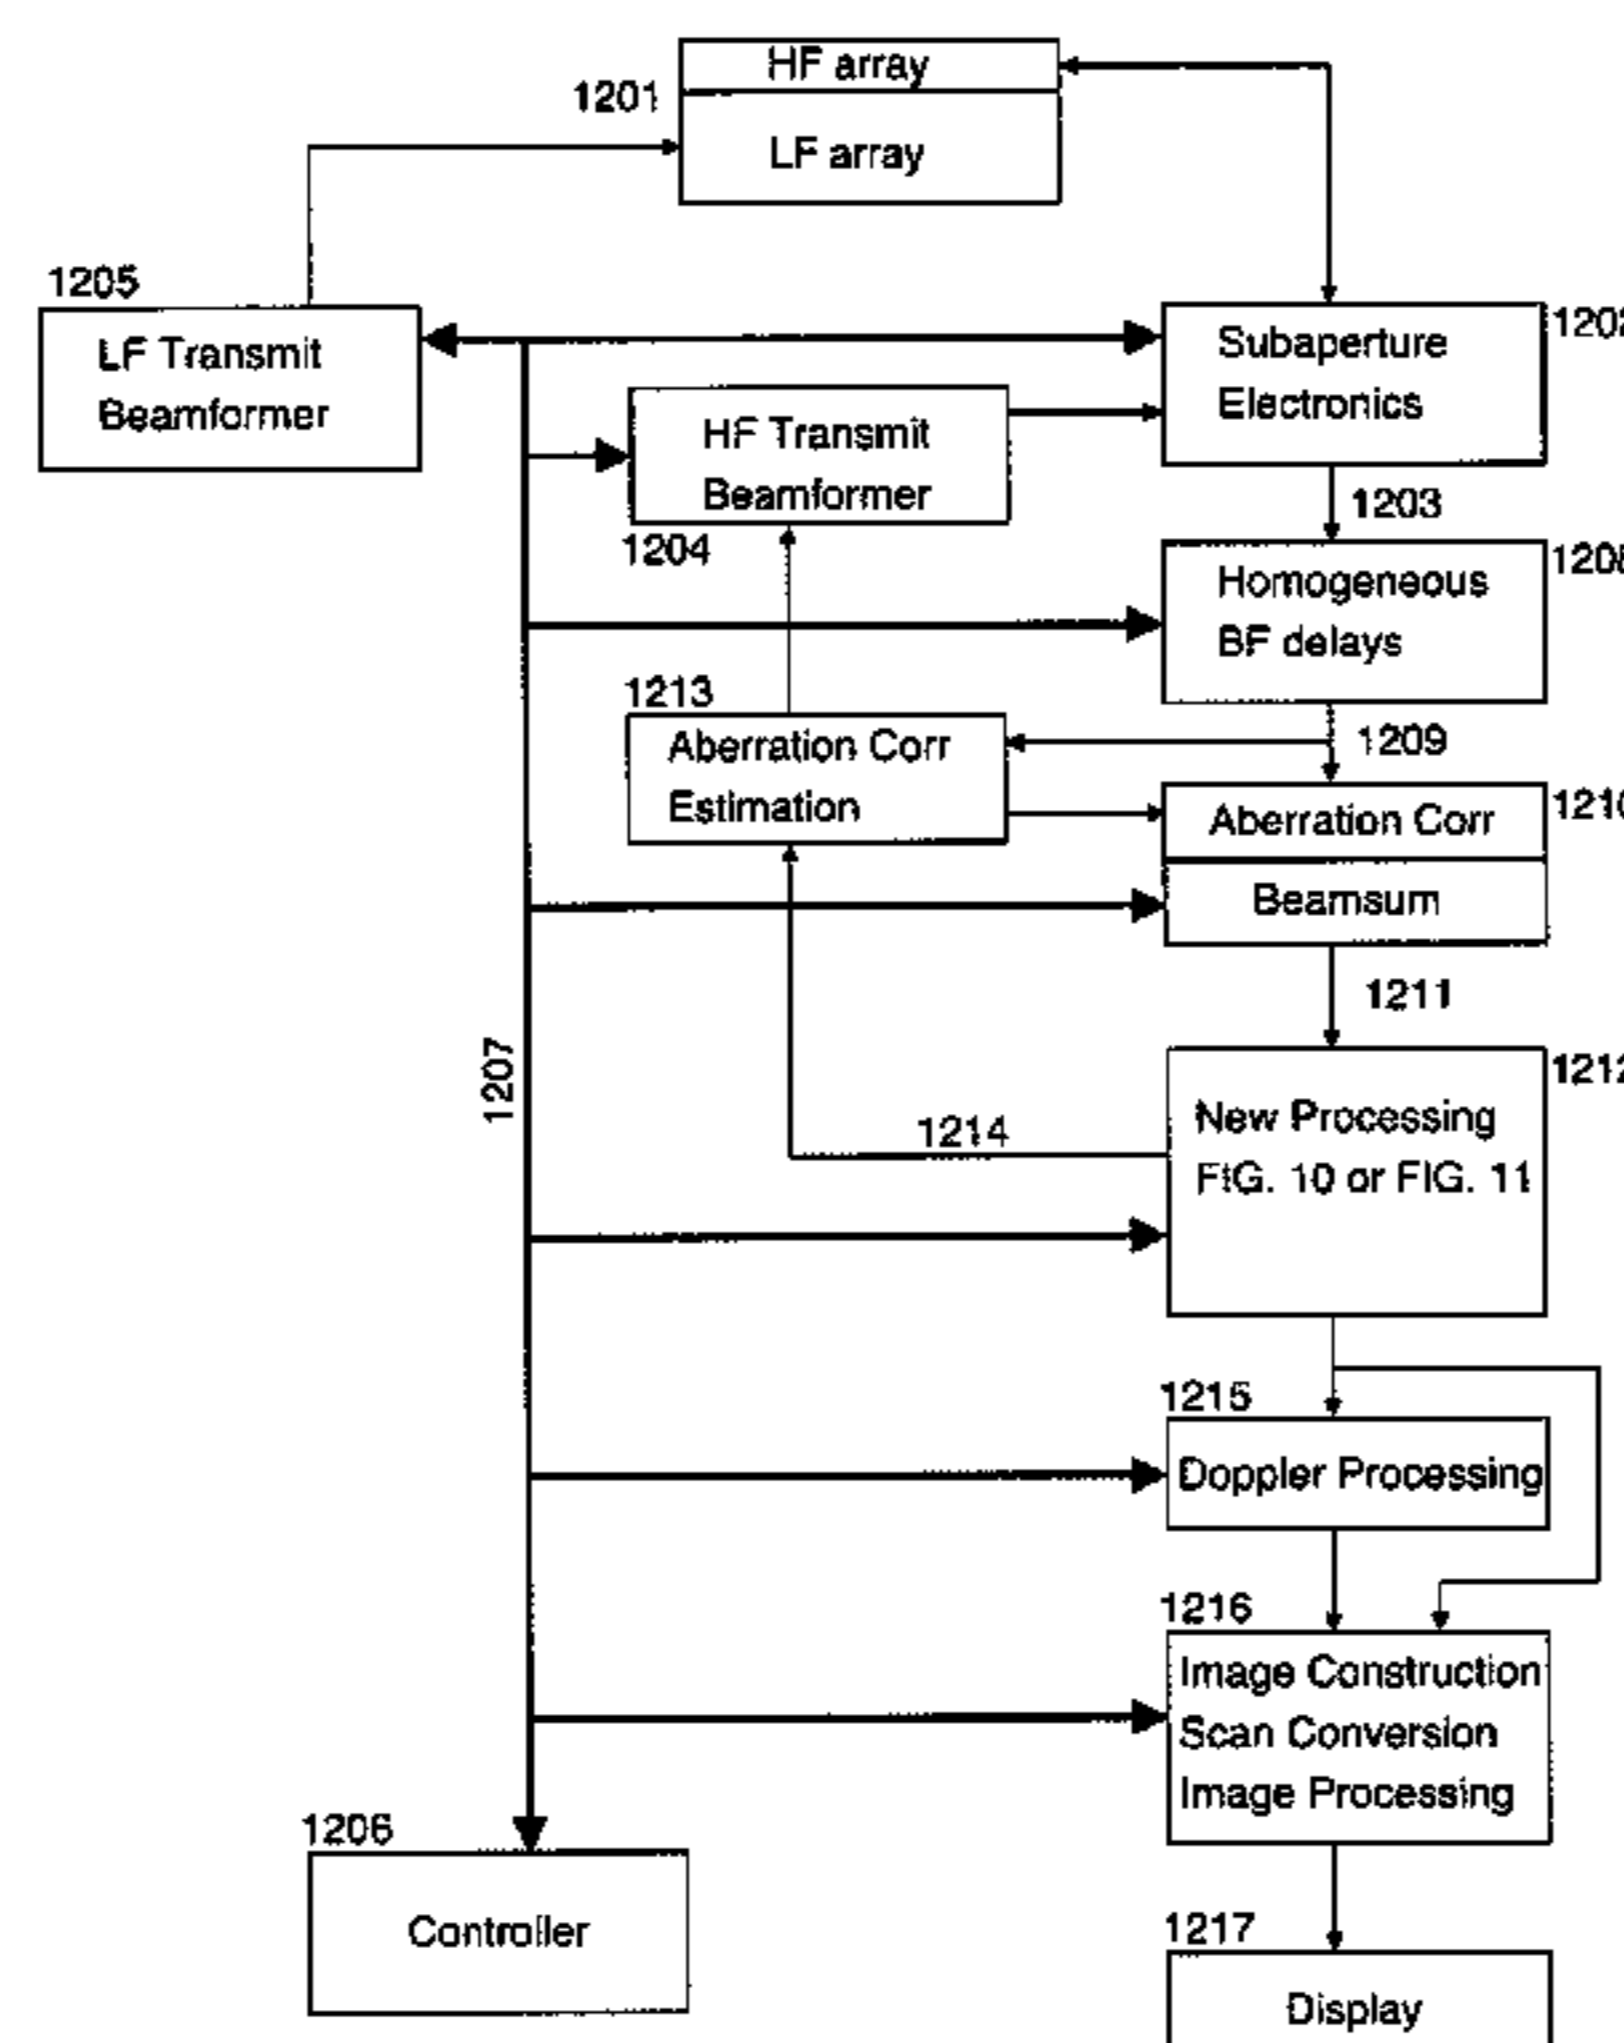 HF array
1201
LF array
1205
LF Transmit
Beamformer
Subaperture
Electronics
HF Transmit
Beamformer
1204
1203
Homogeneous
BF delays
1213
Aberration Corr
Estimation
1209
Aberration Corr
1210
Beamsum
1211
1207
1212
New Processing
FIG. 10 or FIG. 11
1214
1215
Doppler Processing
1216
Image Construction
Scan Conversion
Image Processing
1206
Controller
1217
Display